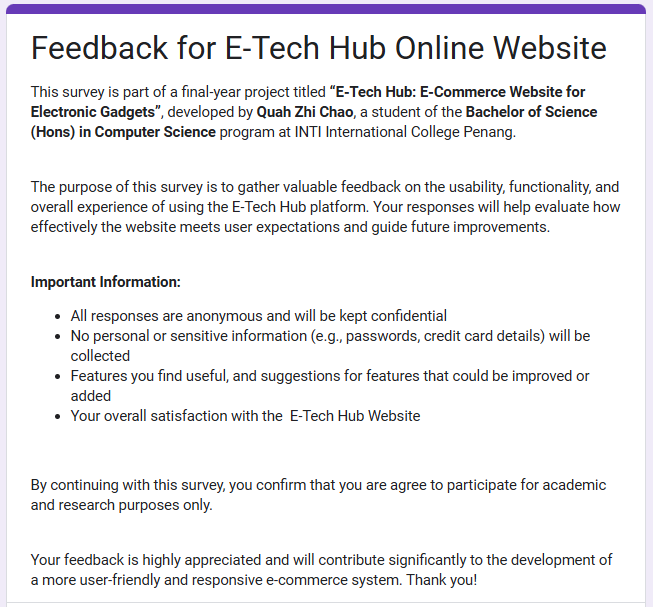 Feedback for E-Tech Hub Online Website
This survey is part of a final-year project titled “E-Tech Hub: E-Commerce Website for
Electronic Gadgets”, developed by Quah Zhi Chao, a student of the Bachelor of Science
(Hons) in Computer Science program at INTI International College Penang.
The purpose of this survey is to gather valuable feedback on the usability, functionality, and
overall experience of using the E-Tech Hub platform. Your responses will help evaluate how
effectively the website meets user expectations and guide future improvements.
Important Information:
• All responses are anonymous and will be kept confidential
• No personal or sensitive information (e.g., passwords, credit card details) will be
collected
• Features you find useful, and suggestions for features that could be improved or
added
• Your overall satisfaction with the  E-Tech Hub Website
By continuing with this survey, you confirm that you are agree to participate for academic
and research purposes only.
Your feedback is highly appreciated and will contribute significantly to the development of
a more user-friendly and responsive e-commerce system. Thank you!